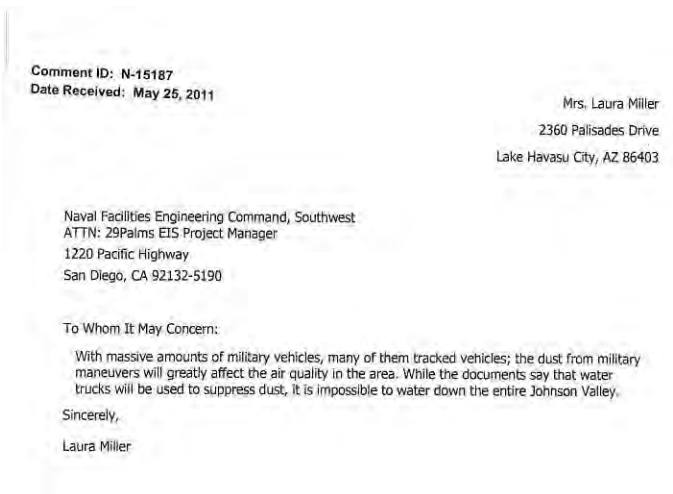 Comment ID: N-15187
Date Received: May 25, 2011
Mrs. Laura Miller
2360 Palisades Drive
Lake Havasu City, AZ 86403
Naval Facilities Engineering Command, Southwest
ATTN: 29Palms EIS Project Manager
1220 Pacific Highway
San Diego, CA 92132-5190
To Whom It May Concern:
With massive amounts of military vehicles, many of them tracked vehicles; the dust from military
maneuvers will greatly affect the air quality in the area. While the documents say that water
trucks will be used to suppress dust, it is impossible to water down the entire Johnson Valley.
Sincerely,
Laura Miller